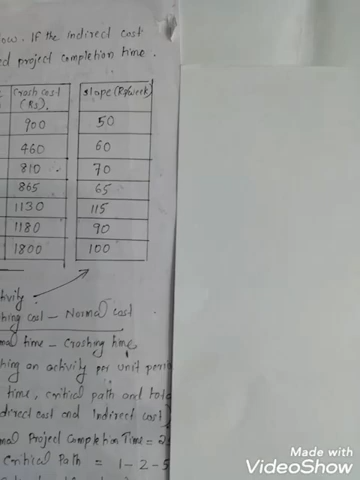 ow. If the indirect cost
ed project completion time.
Crash cost (Rs). slope (Rs/week)
900 50
460 60
810 70
865 65
1130 115
1180 90
1800 100
tivity
hing cost - Normal cost
mal time - Crashing time
hing on activity per unit peri
time, critical path and tota
direct cost and Indirect cost)
mal Project Completion Time = 2
Critical Path = 1-2-5
Made with
VideoShow